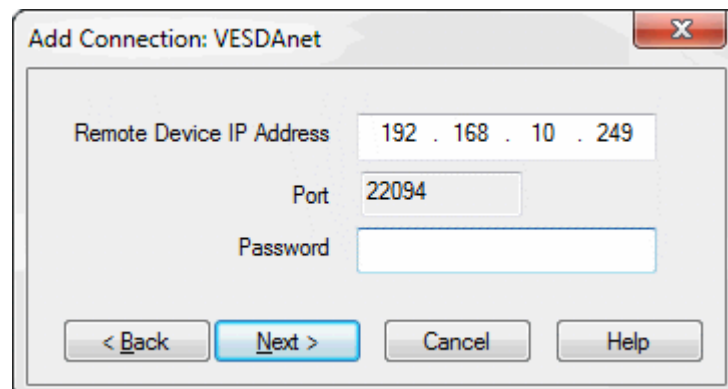 Add Connection: VESDAnet
Remote Device IP Address 192 . 168 . 10 . 249
Port 22094
Password
< Back Next > Cancel Help